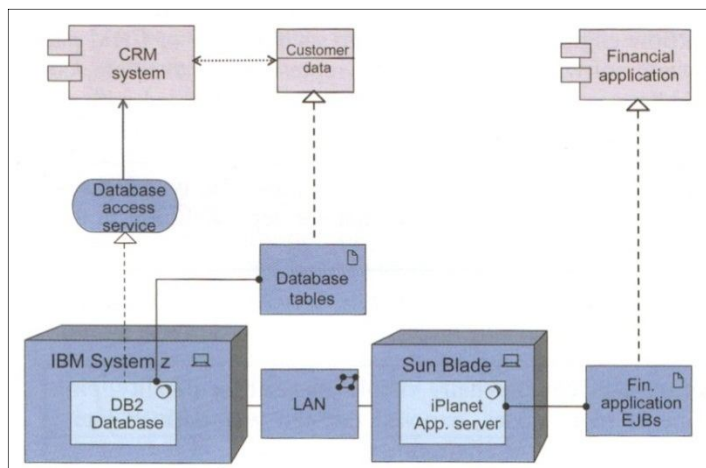 CRM
system
Customer
data
Financial
application
Database
access
service
Database
tables
IBM System z
DB2
Database
LAN
Sun Blade
iPlanet
App. server
Fin.
application
EJBs